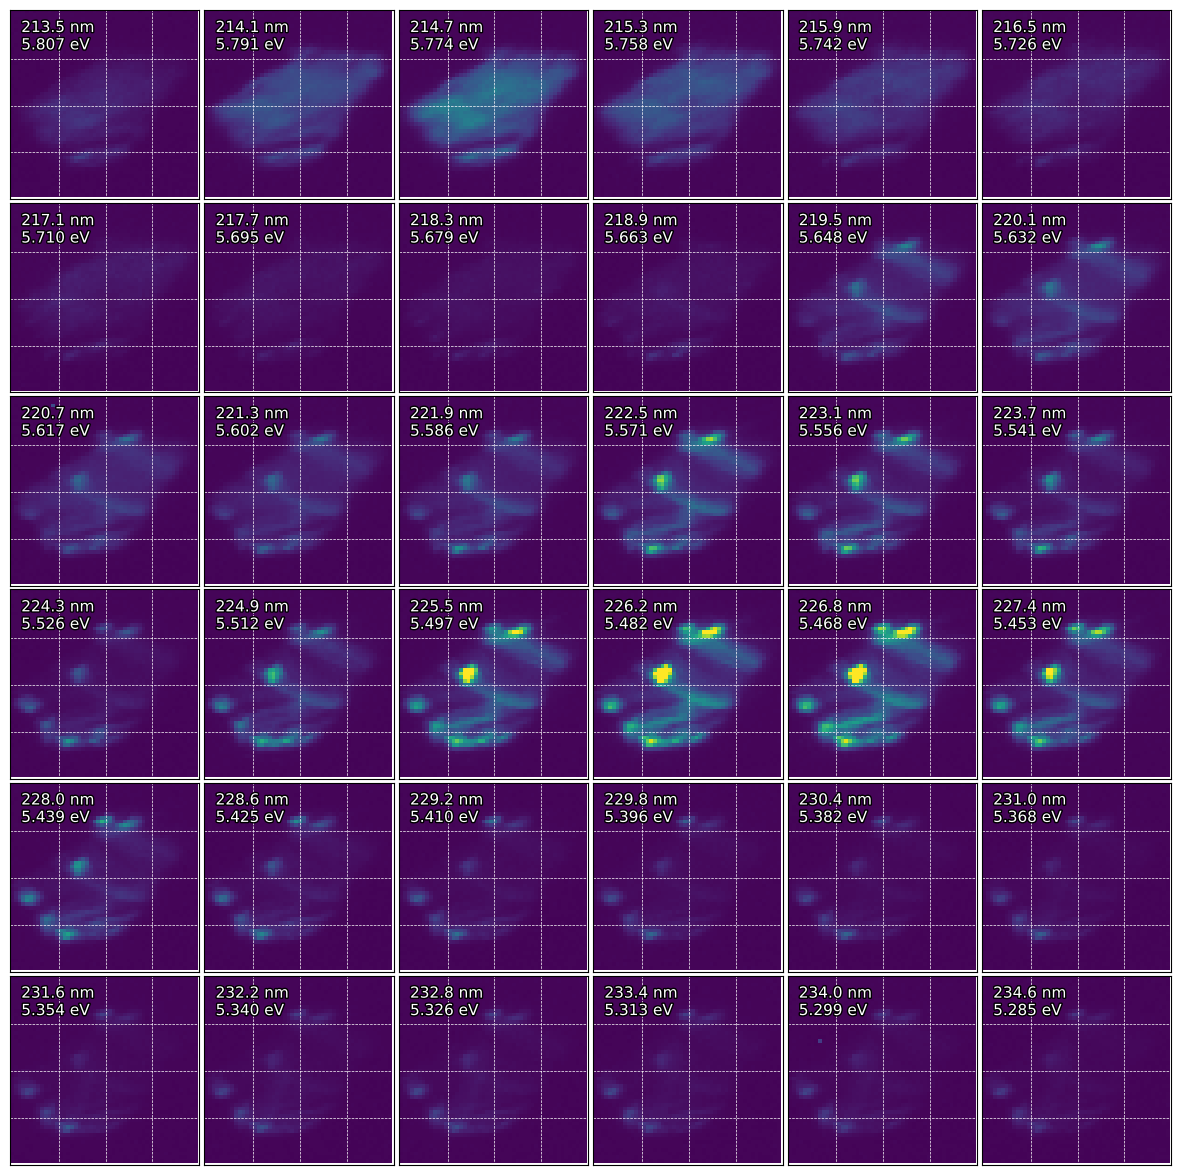 213.5 nm
5.807 eV
214.1 nm
5.791 eV
214.7 nm
5.774 eV
215.3 nm
5.758 eV
215.9 nm
5.742 eV
216.5 nm
5.726 eV
217.1 nm
5.710 eV
217.7 nm
5.695 eV
218.3 nm
5.679 eV
218.9 nm
5.663 eV
219.5 nm
5.648 eV
220.1 nm
5.632 eV
220.7 nm
5.617 eV
221.3 nm
5.602 eV
221.9 nm
5.586 eV
222.5 nm
5.571 eV
223.1 nm
5.556 eV
223.7 nm
5.541 eV
224.3 nm
5.526 eV
224.9 nm
5.512 eV
225.5 nm
5.497 eV
226.2 nm
5.482 eV
226.8 nm
5.468 eV
227.4 nm
5.453 eV
228.0 nm
5.439 eV
228.6 nm
5.425 eV
229.2 nm
5.410 eV
229.8 nm
5.396 eV
230.4 nm
5.382 eV
231.0 nm
5.368 eV
231.6 nm
5.354 eV
232.2 nm
5.340 eV
232.8 nm
5.326 eV
233.4 nm
5.313 eV
234.0 nm
5.299 eV
234.6 nm
5.285 eV